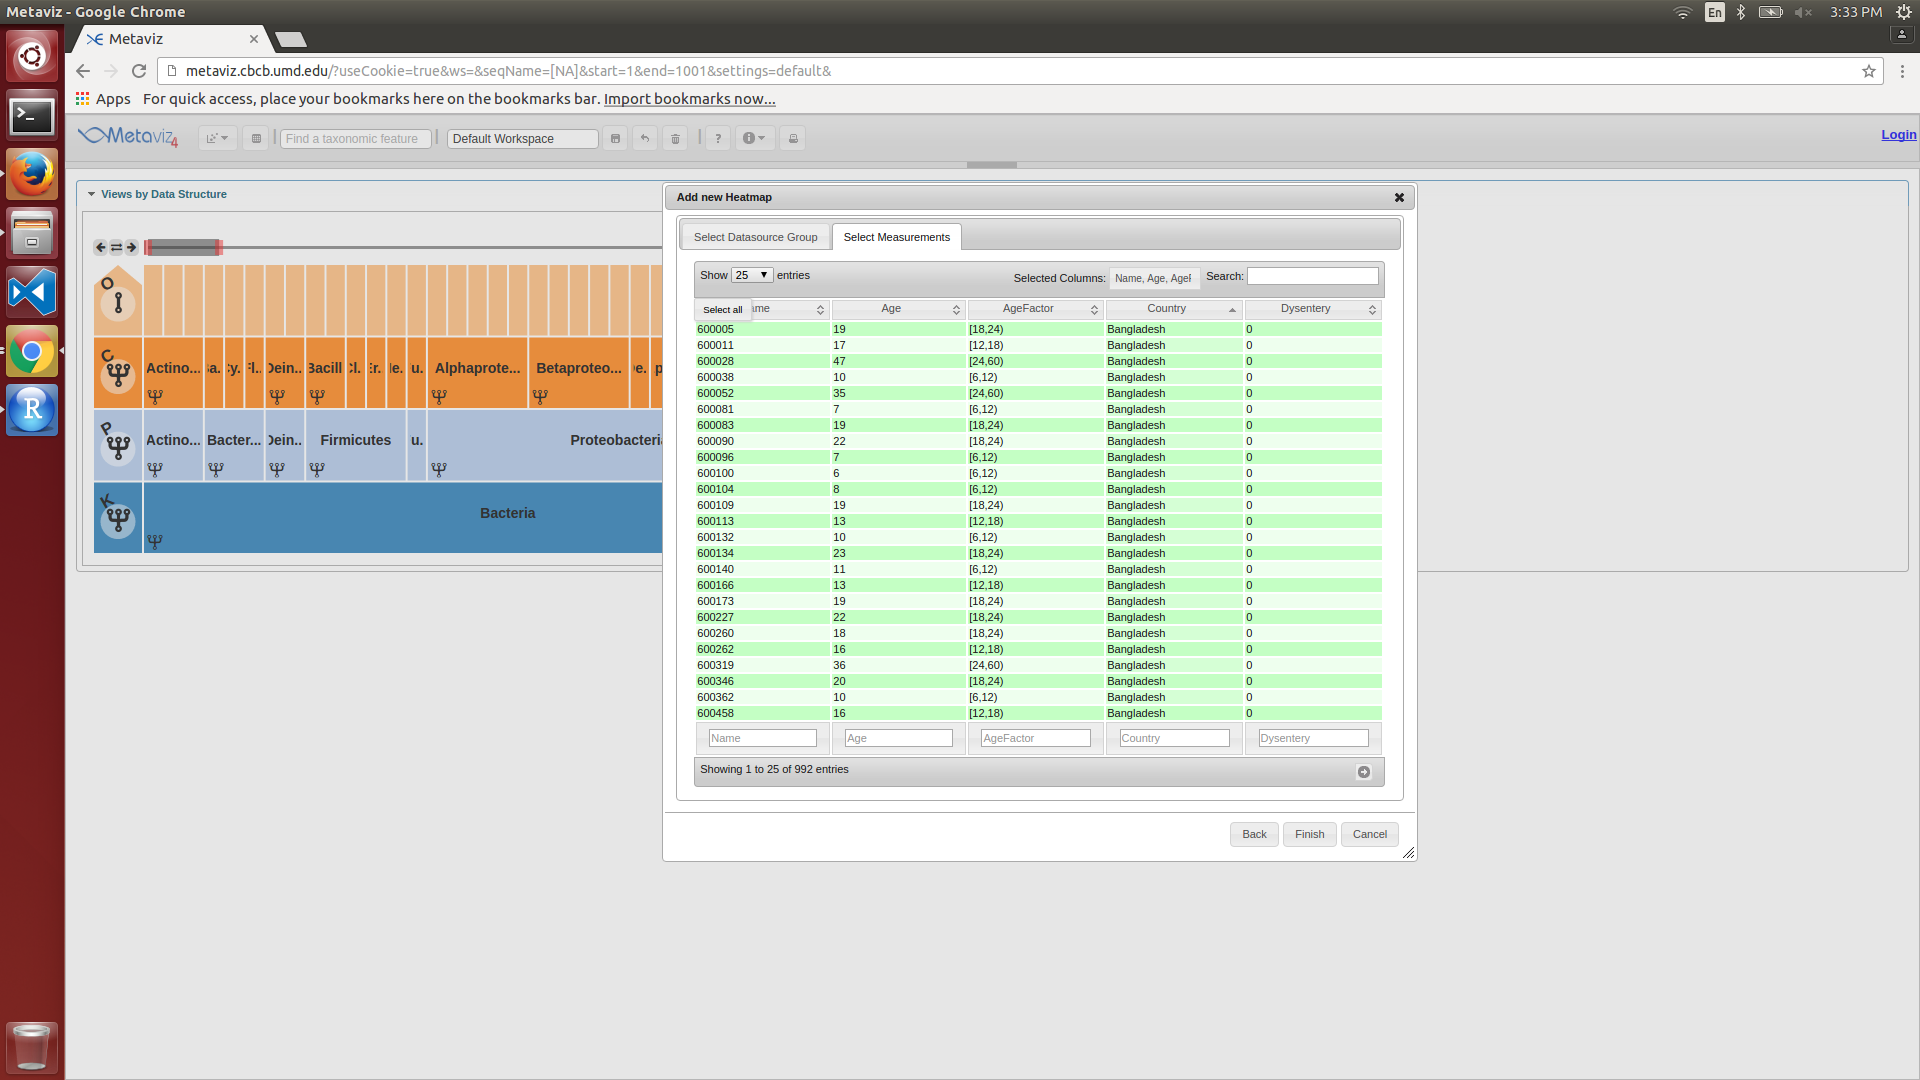 Metaviz - Google Chrome
En
3:33 PM
Metaviz
metaviz.cbcb.umd.edu/?useCookie=true&ws=&seqName=[NA]&start=1&end=1001&settings=default&
Apps For quick access, place your bookmarks here on the bookmarks bar. Import bookmarks now...
Metaviz 4
Find a taxonomic feature
Default Workspace
?
Login
Views by Data Structure
O
C
Actino... Dein... Bacill Alphaprote... Betaproteo...
P
Actino... Bacter... Dein... Firmicutes u. Proteobacteria
K
Bacteria
Add new Heatmap
Select Datasource Group Select Measurements
Show 25 entries Selected Columns: Name, Age, AgeF Search:
Select all ame Age AgeFactor Country Dysentery
600005 19 [18,24) Bangladesh 0
600011 17 [12,18) Bangladesh 0
600028 47 [24,60) Bangladesh 0
600038 10 [6,12) Bangladesh 0
600052 35 [24,60) Bangladesh 0
600081 7 [6,12) Bangladesh 0
600083 19 [18,24) Bangladesh 0
600090 22 [18,24) Bangladesh 0
600096 7 [6,12) Bangladesh 0
600100 6 [6,12) Bangladesh 0
600104 8 [6,12) Bangladesh 0
600109 19 [18,24) Bangladesh 0
600113 13 [12,18) Bangladesh 0
600132 10 [6,12) Bangladesh 0
600134 23 [18,24) Bangladesh 0
600140 11 [6,12) Bangladesh 0
600166 13 [12,18) Bangladesh 0
600173 19 [18,24) Bangladesh 0
600227 22 [18,24) Bangladesh 0
600260 18 [18,24) Bangladesh 0
600262 16 [12,18) Bangladesh 0
600319 36 [24,60) Bangladesh 0
600346 20 [18,24) Bangladesh 0
600362 10 [6,12) Bangladesh 0
600458 16 [12,18) Bangladesh 0
Name Age AgeFactor Country Dysentery
Showing 1 to 25 of 992 entries
Back Finish Cancel